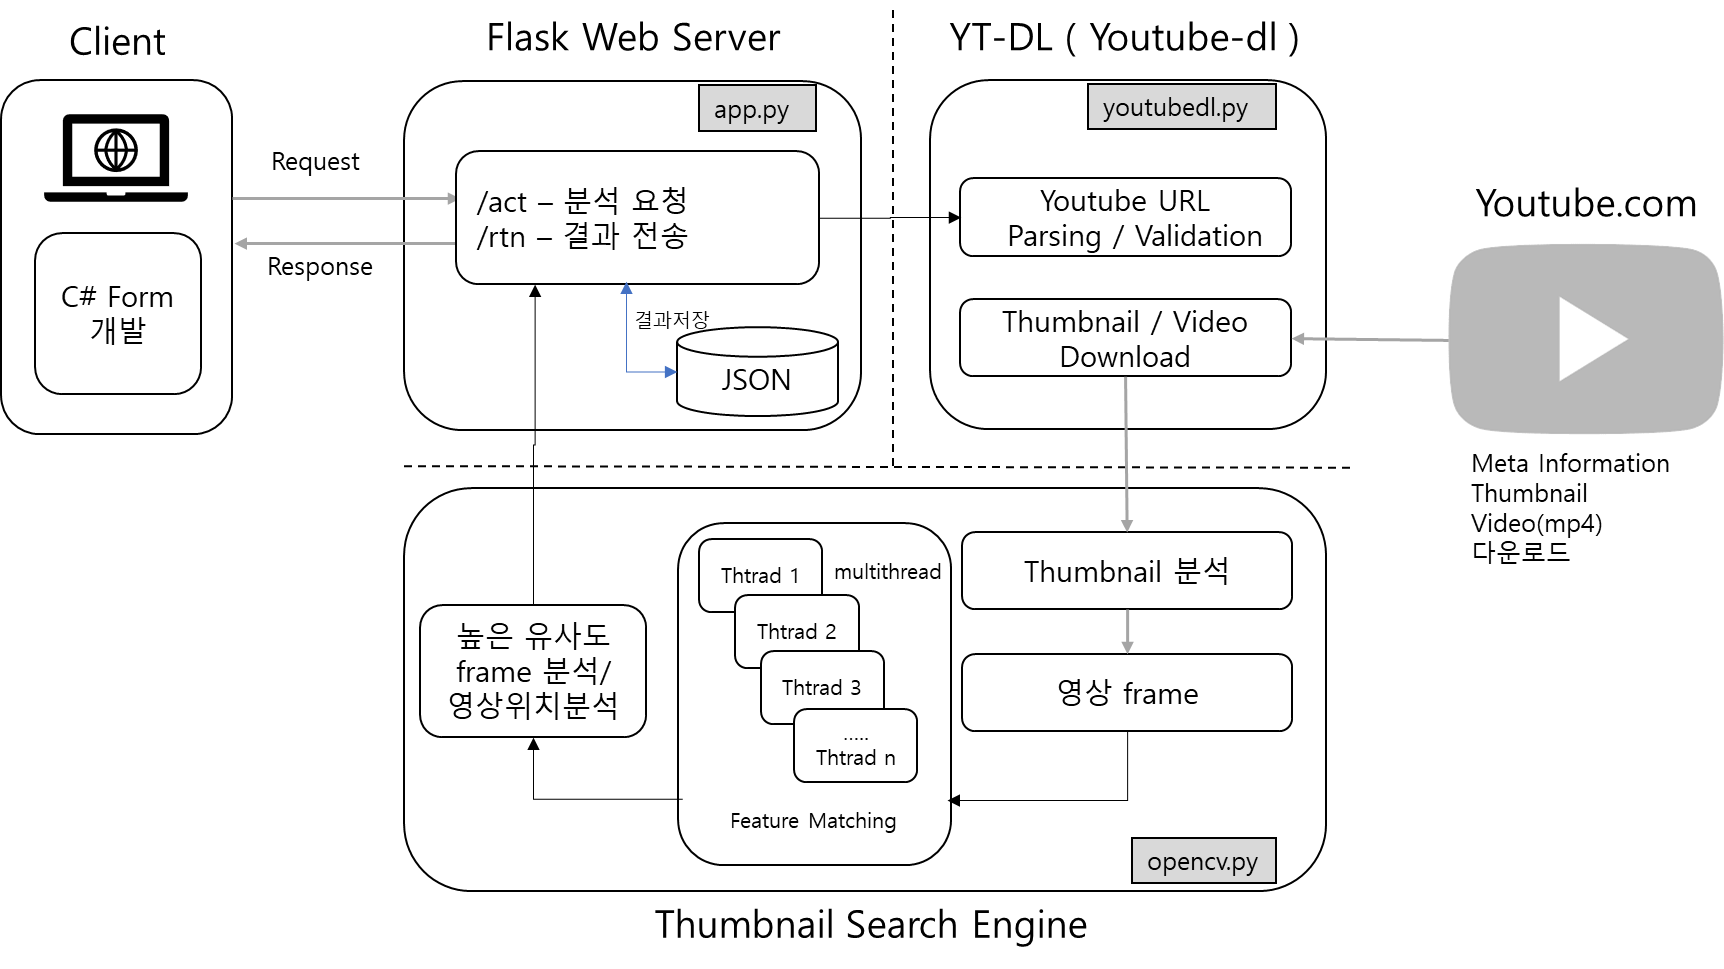 Client
Flask Web Server
YT-DL ( Youtube-dl )
app.py
youtubedl.py
Request
/act – 분석 요청
/rtn – 결과 전송
Response
C# Form
개발
결과저장
JSON
Youtube URL
Parsing / Validation
Thumbnail / Video
Download
Youtube.com
Meta Information
Thumbnail
Video(mp4)
다운로드
Thumbnail 분석
영상 frame
multithread
Thtrad 1
Thtrad 2
Thtrad 3
.....
Thtrad n
Feature Matching
높은 유사도
frame 분석/
영상위치분석
opencv.py
Thumbnail Search Engine